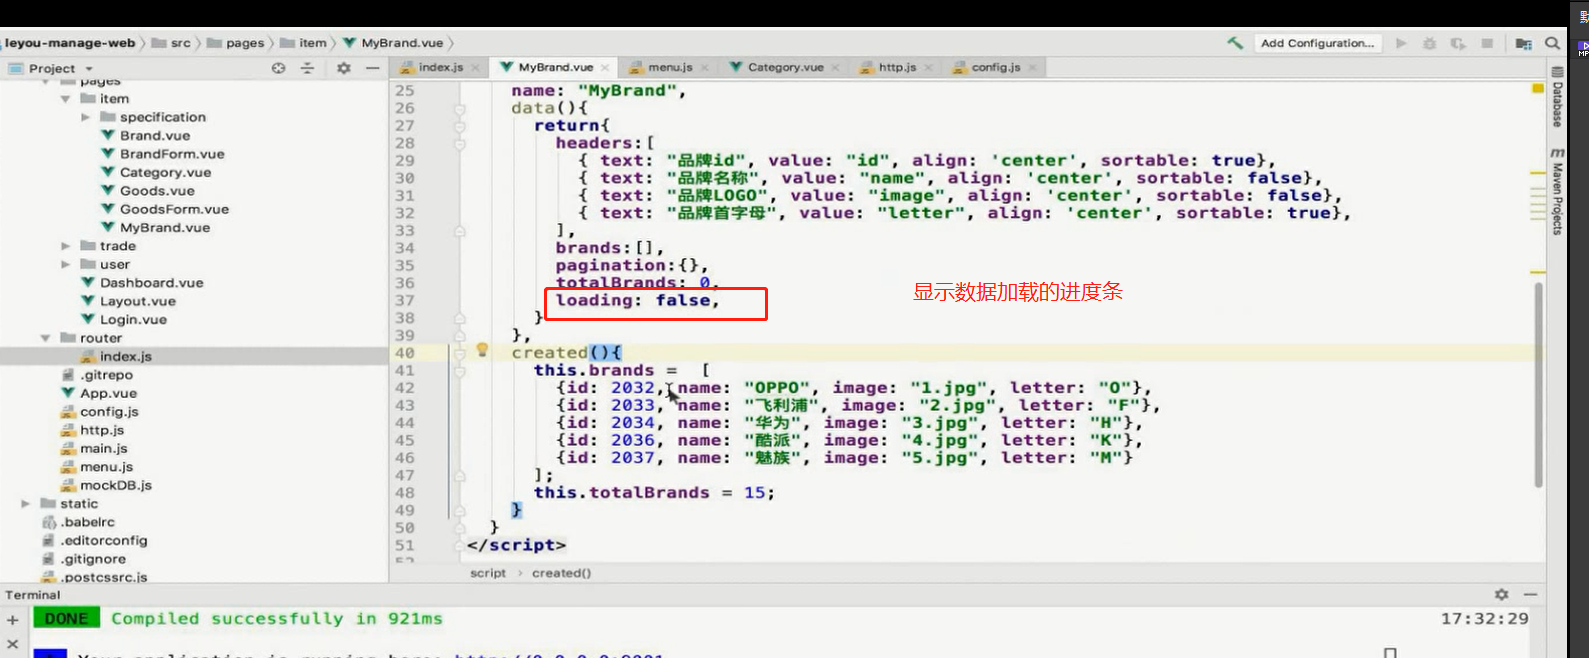 leyou-manage-web src pages item MyBrand.vue Add Configuration...
Project index.js MyBrand.vue menu.js Category.vue http.js config.js
pages
item
specification
Brand.vue
BrandForm.vue
Category.vue
Goods.vue
GoodsForm.vue
MyBrand.vue
trade
user
Dashboard.vue
Layout.vue
Login.vue
router
index.js
.gitrepo
App.vue
config.js
http.js
main.js
menu.js
mockDB.js
static
.babelrc
.editorconfig
.gitignore
.postcssrc.js
25 name: "MyBrand",
26 data(){
27 return{
28 headers:[
29 { text: "品牌id", value: "id", align: 'center', sortable: true},
30 { text: "品牌名称", value: "name", align: 'center', sortable: false},
31 { text: "品牌LOGO", value: "image", align: 'center', sortable: false},
32 { text: "品牌首字母", value: "letter", align: 'center', sortable: true},
33 ],
34 brands:[],
35 pagination:{},
36 totalBrands: 0,
37 loading: false,
显示数据加载的进度条
38 }
39 },
40 created(){
41 this.brands = [
42 {id: 2032, name: "OPPO", image: "1.jpg", letter: "O"},
43 {id: 2033, name: "飞利浦", image: "2.jpg", letter: "F"},
44 {id: 2034, name: "华为", image: "3.jpg", letter: "H"},
45 {id: 2036, name: "酷派", image: "4.jpg", letter: "K"},
46 {id: 2037, name: "魅族", image: "5.jpg", letter: "M"}
47 ];
48 this.totalBrands = 15;
49 }
50 }
51 </script>
52
script › created()
Database
Maven Projects
Terminal
DONE Compiled successfully in 921ms 17:32:29